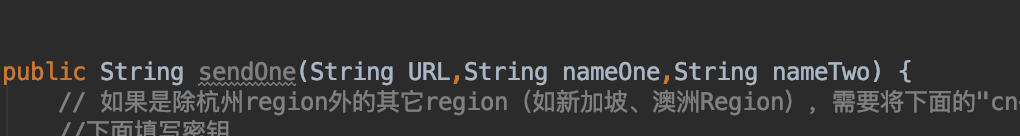 public String sendOne(String URL,String nameOne,String nameTwo) {
// 如果是除杭州region外的其它region（如新加坡、澳洲Region），需要将下面的"cn-
//下面填写密钥